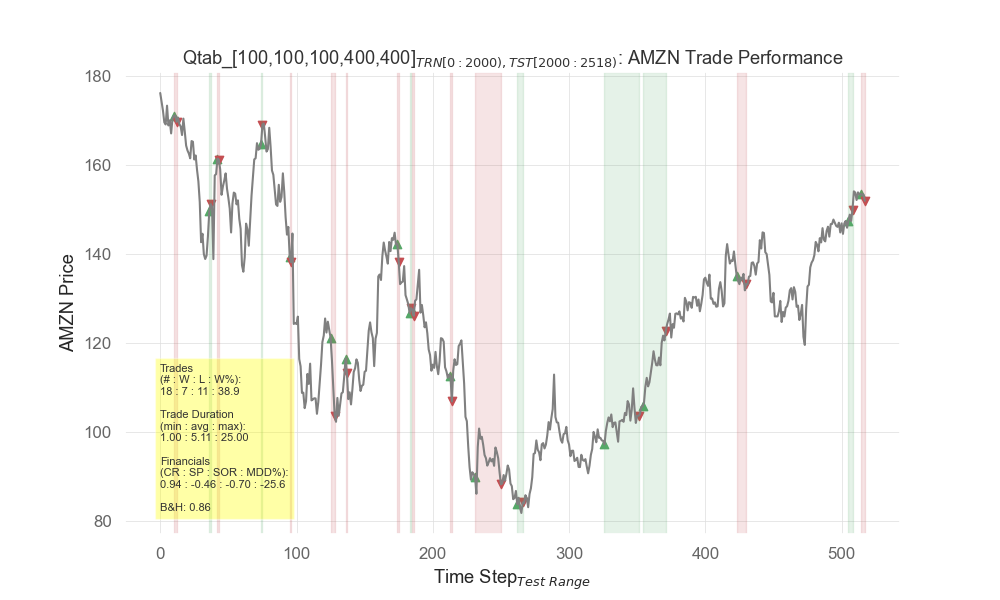 Qtab_[100,100,100,400,400]TRN[0 : 2000), TST[2000 : 2518): AMZN Trade Performance
180
160
140
120
100
80
AMZN Price
Trades
(# : W : L : W%):
18 : 7 : 11 : 38.9
Trade Duration
(min : avg : max):
1.00 : 5.11 : 25.00
Financials
(CR : SP : SOR : MDD%):
0.94 : -0.46 : -0.70 : -25.6
B&H: 0.86
0 100 200 300 400 500
Time StepTest Range